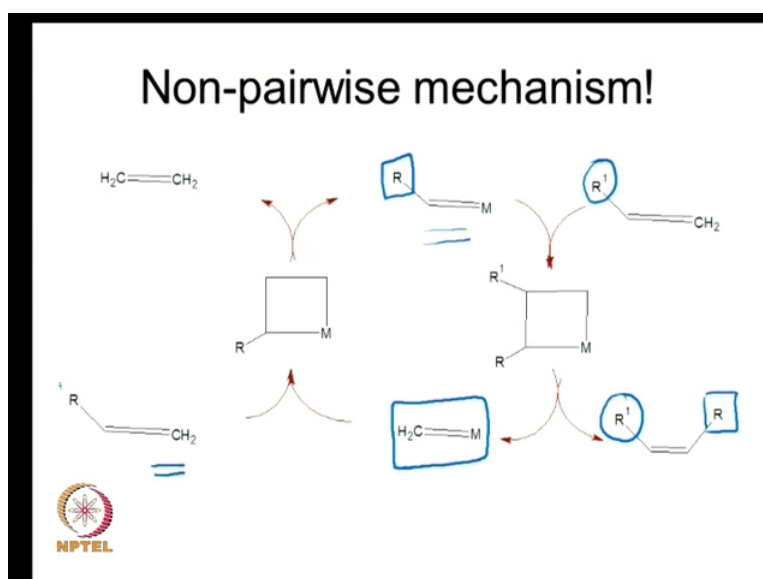 Non-pairwise mechanism!
H₂C CH₂
R M
R¹ CH₂
R M
R¹ R M
R CH₂
H₂C M
R¹ R
NPTEL